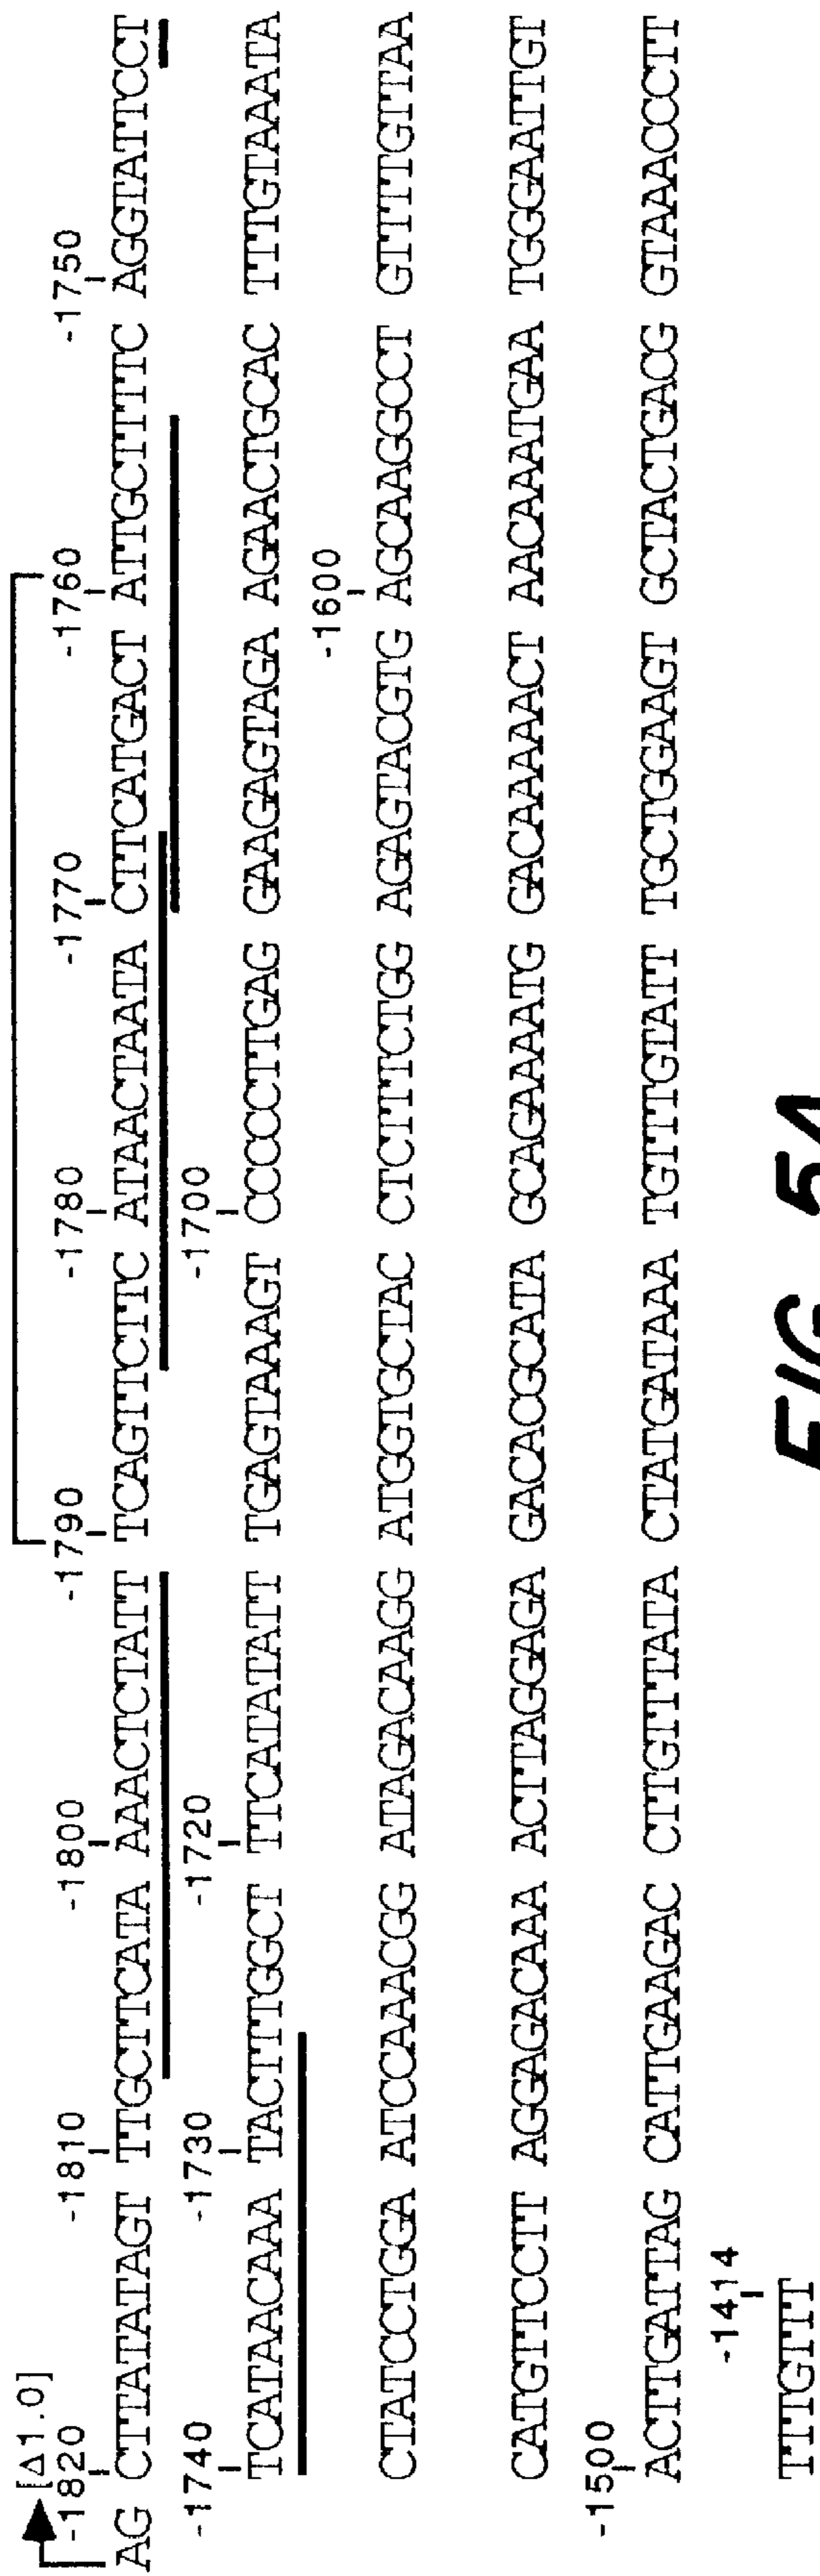 [Δ1.0]
-1820 -1810 -1800 -1790 -1780 -1770 -1760 -1750
AG CTTATATAGT TTGCTTCATA AAACTCTATT TCAGTTCTTC ATAACTAATA CTTCATGACT ATTGCTTTTC AGGTATTCCT
-1740 -1730 -1720 -1700
TCATAACAAA TACTTTGGCT TTCATATATT TGAGTAAAGT CCCCCTTGAG GAAGAGTAGA AGAACTGCAC TTTGTAAATA
-1600
CTATCCTGGA ATCCAAACGG ATAGACAAGG ATGGTGCTAC CTCTTTCTGG AGAGTACGTG AGCAAGGCCT GTTTTGTTAA
CATGTTCCTT AGGAGACAAA ACTTAGGAGA GACACGCATA GCAGAAAATG GACAAAAACT AACAAATGAA TGGGAATTGT
-1500
ACTTGATTAG CATTGAAGAC CTTGTTTATA CTATGATAAA TGTTTGTATT TGCTGGAAGT GCTACTGACG GTAAACCCTT
-1414
TTTGTTT
FIG. 5A